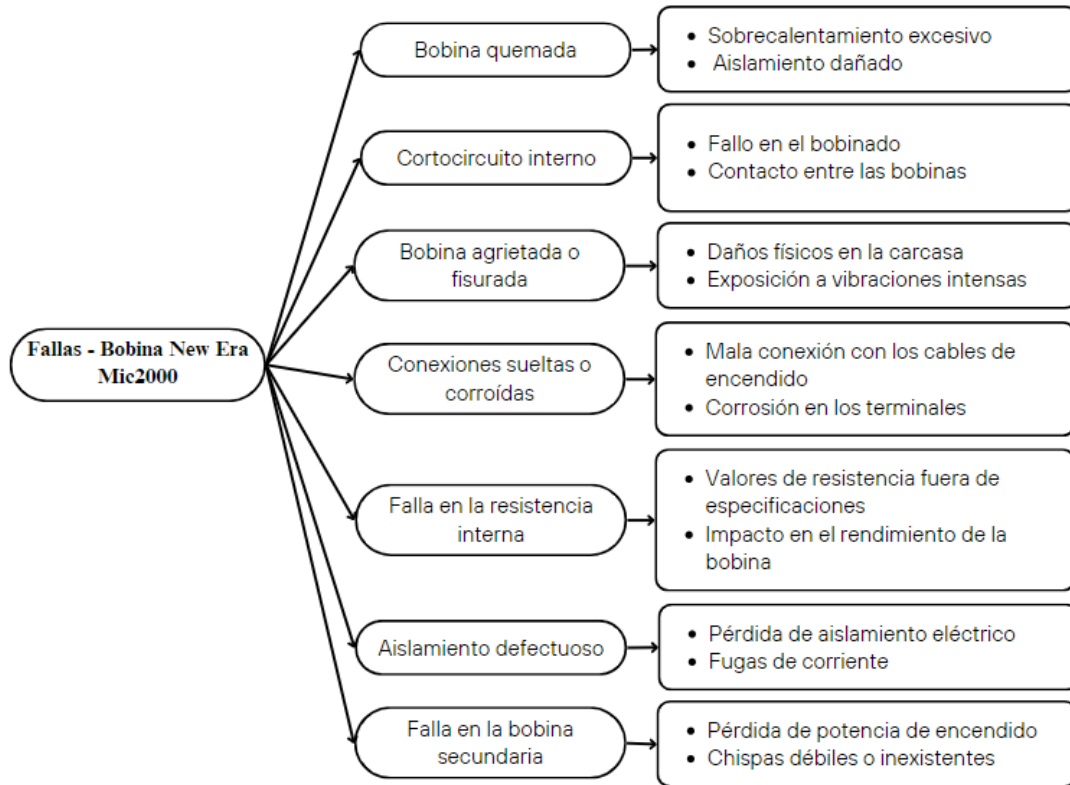 Fallas - Bobina New Era
Mic2000
Bobina quemada
• Sobrecalentamiento excesivo
• Aislamiento dañado
Cortocircuito interno
• Fallo en el bobinado
• Contacto entre las bobinas
Bobina agrietada o
fisurada
• Daños físicos en la carcasa
• Exposición a vibraciones intensas
Conexiones sueltas o
corroídas
• Mala conexión con los cables de
encendido
• Corrosión en los terminales
Falla en la resistencia
interna
• Valores de resistencia fuera de
especificaciones
• Impacto en el rendimiento de la
bobina
Aislamiento defectuoso
• Pérdida de aislamiento eléctrico
• Fugas de corriente
Falla en la bobina
secundaria
• Pérdida de potencia de encendido
• Chispas débiles o inexistentes